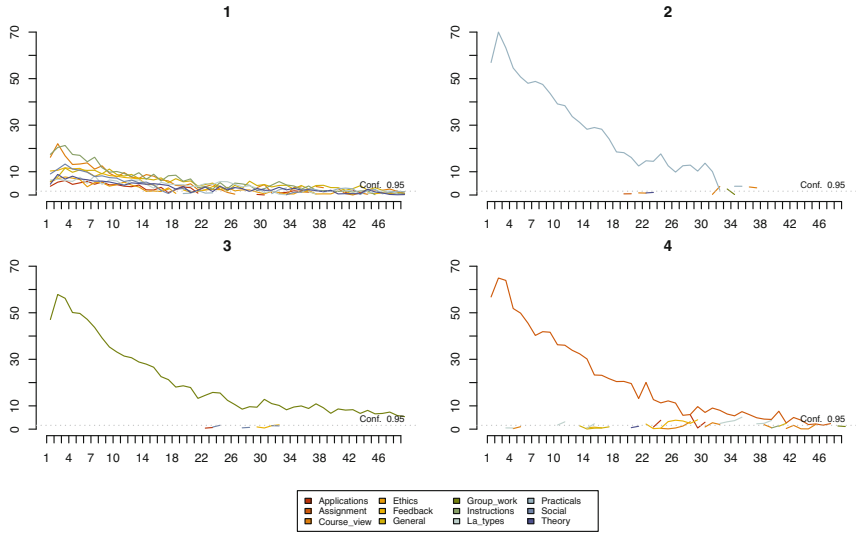 1
70
50
30
10
0
Conf. 0.95
1 4 7 10 14 18 22 26 30 34 38 42 46
2
70
50
30
10
0
Conf. 0.95
1 4 7 10 14 18 22 26 30 34 38 42 46
3
70
50
30
10
0
Conf. 0.95
1 4 7 10 14 18 22 26 30 34 38 42 46
4
70
50
30
10
0
Conf. 0.95
1 4 7 10 14 18 22 26 30 34 38 42 46
Applications Ethics Group_work Practicals
Assignment Feedback Instructions Social
Course_view General La_types Theory